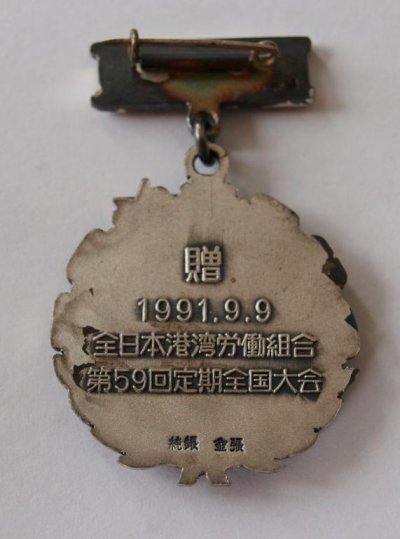 贈
1991.9.9
全日本港湾労働組合
第59回定期全国大会
純銀 金張